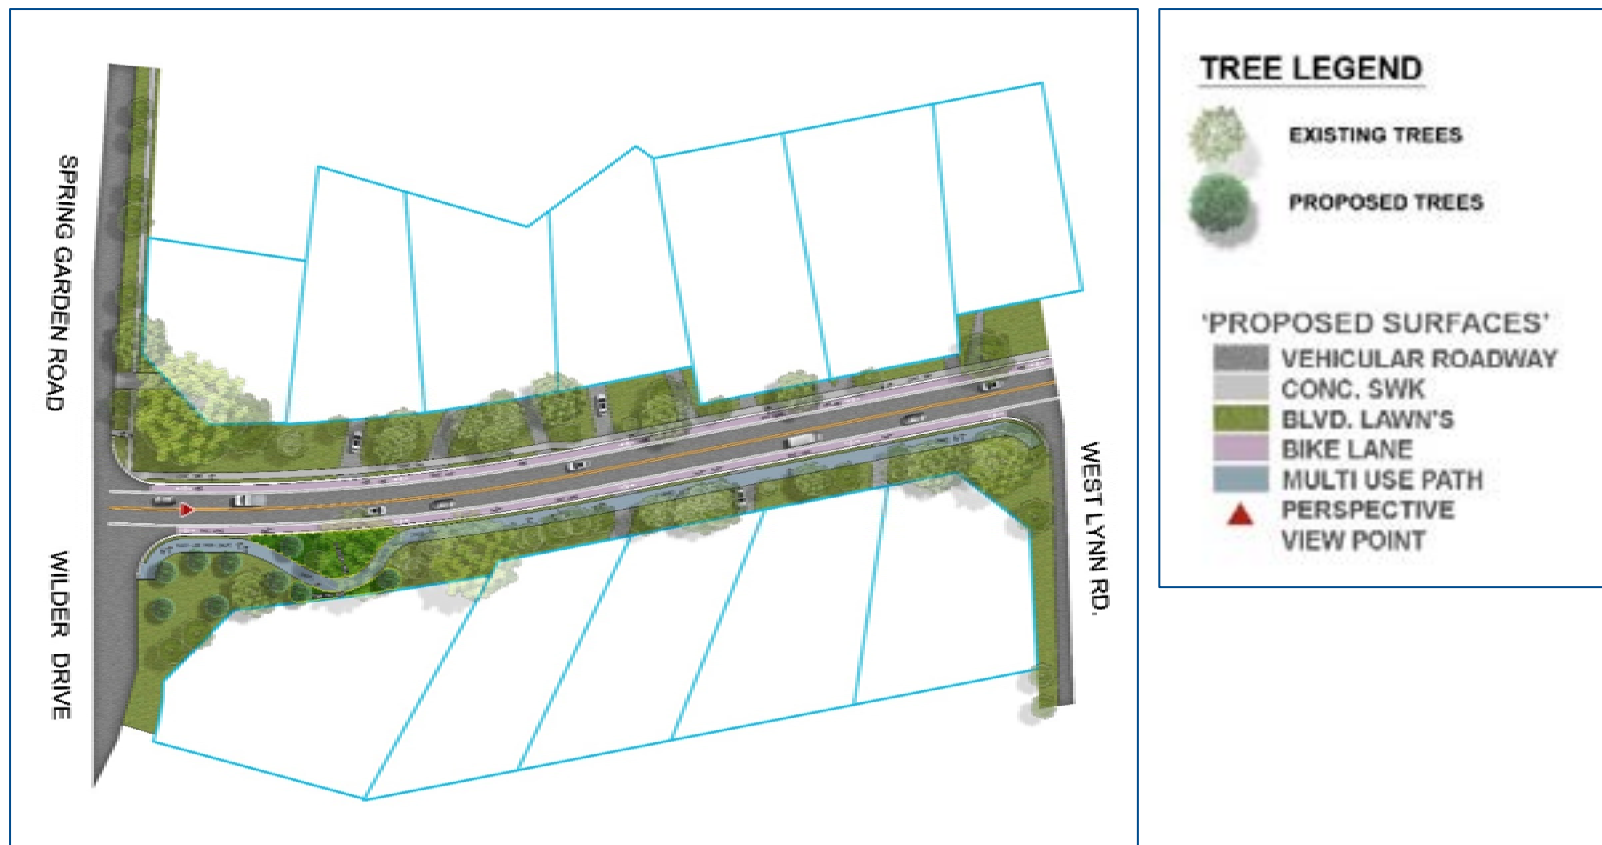 SPRING GARDEN ROAD
WILDER DRIVE
WEST LYNN RD.
TREE LEGEND
EXISTING TREES
PROPOSED TREES
'PROPOSED SURFACES'
VEHICULAR ROADWAY
CONC. SWK
BLVD. LAWN'S
BIKE LANE
MULTI USE PATH
PERSPECTIVE
VIEW POINT